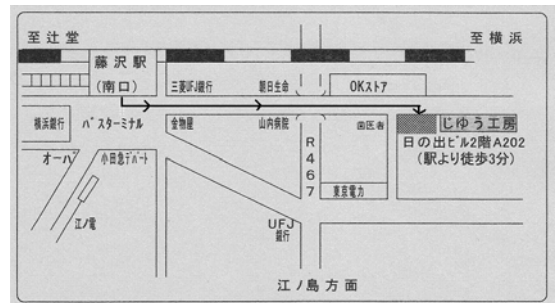 至辻堂
至横浜
藤沢駅
(南口)
三菱UFJ銀行
朝日生命
OKストア
横浜銀行
バスターミナル
金物屋
山内病院
歯医者
じゆう工房
日の出ビル2階A202
(駅より徒歩3分)
オーパ
小田急デパート
R467
東京電力
江ノ電
UFJ
銀行
江ノ島方面